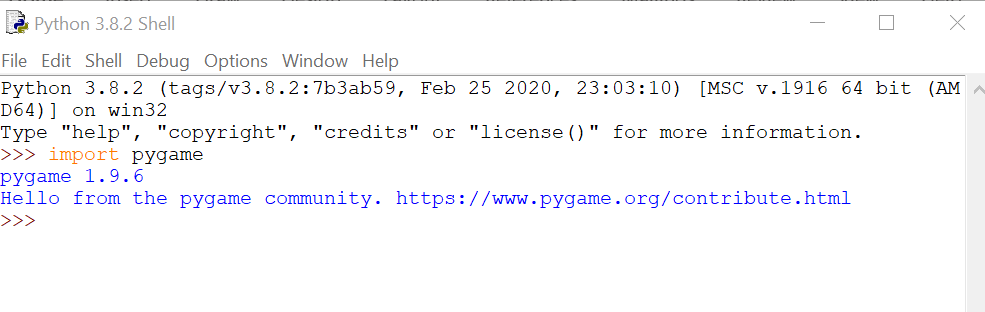 Python 3.8.2 Shell
File Edit Shell Debug Options Window Help
Python 3.8.2 (tags/v3.8.2:7b3ab59, Feb 25 2020, 23:03:10) [MSC v.1916 64 bit (AM
D64)] on win32
Type "help", "copyright", "credits" or "license()" for more information.
>>> import pygame
pygame 1.9.6
Hello from the pygame community. https://www.pygame.org/contribute.html
>>>